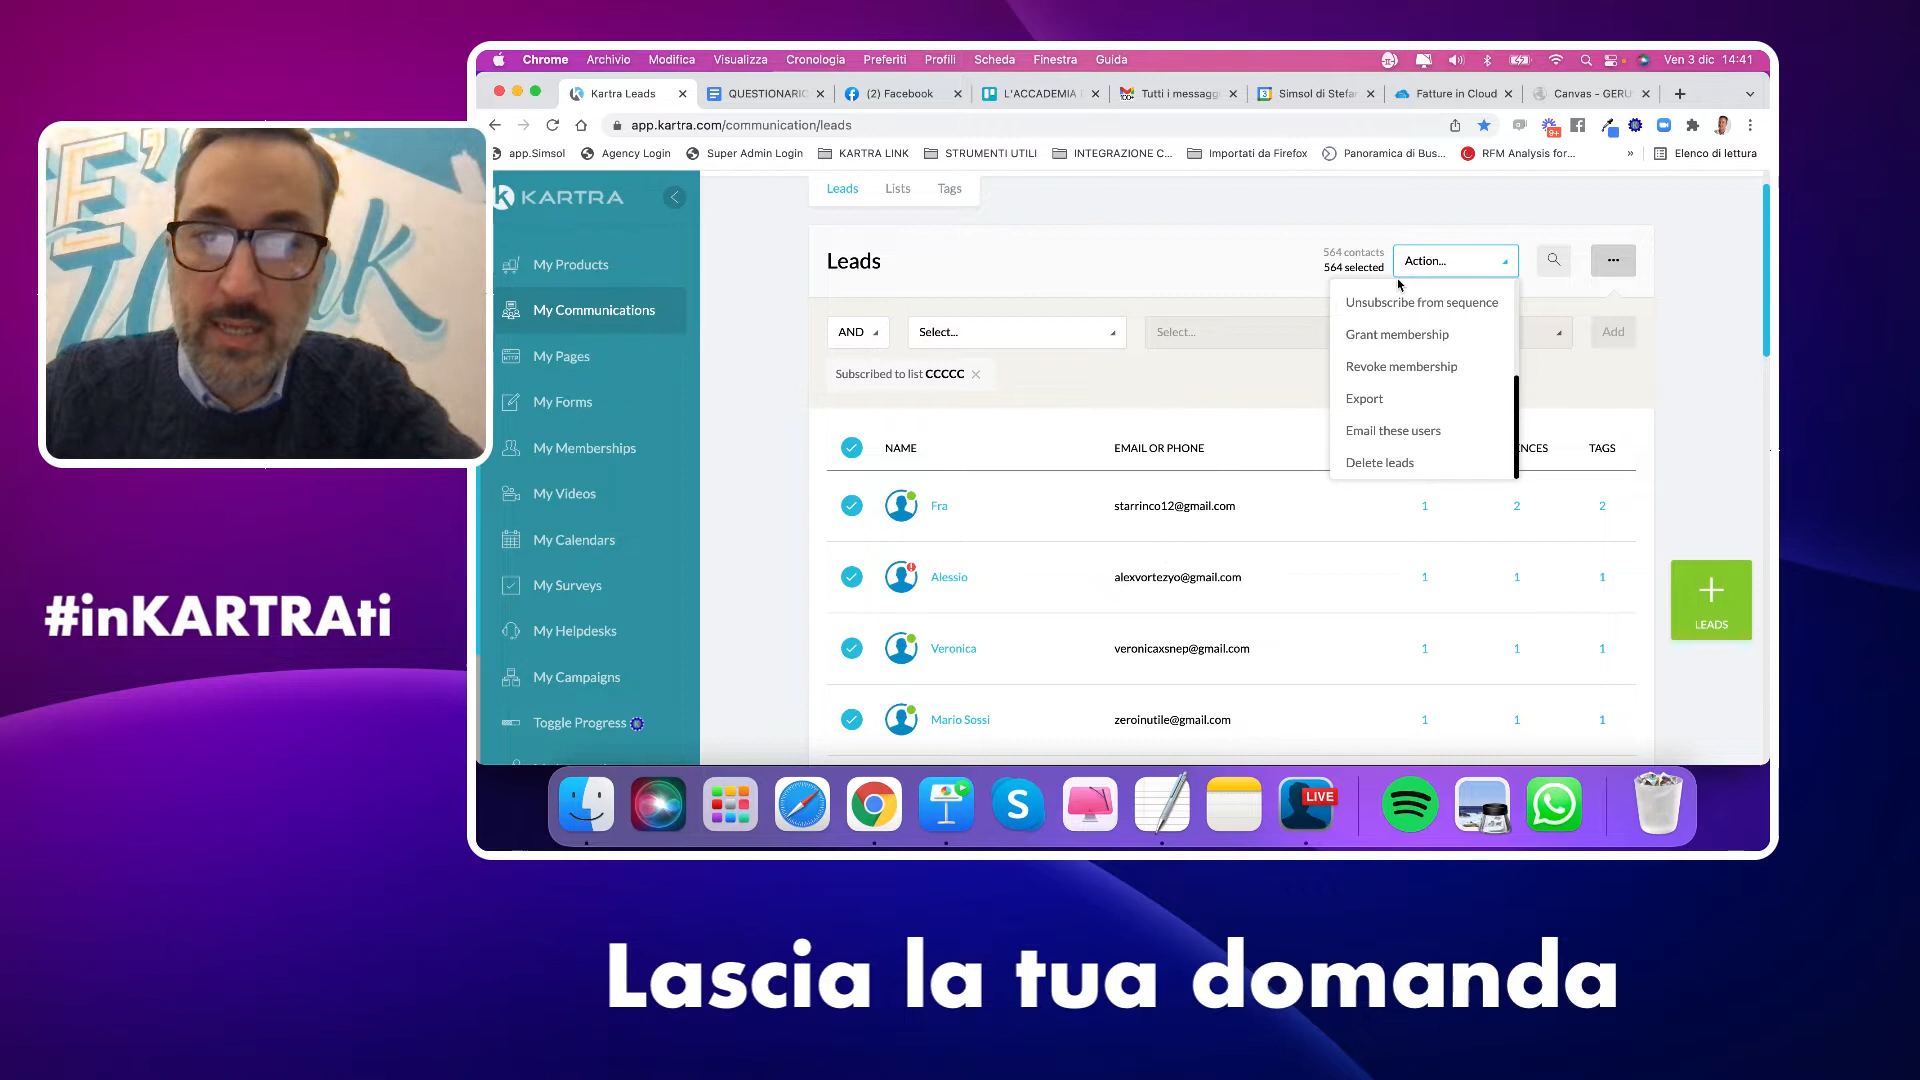 Chrome Archivio Modifica Visualizza Cronologia Preferiti Profili Scheda Finestra Guida Ven 3 dic 14:41
Kartra Leads QUESTIONARIO (2) Facebook L'ACCADEMIA Tutti i messagg Simsol di Stefan Fatture in Cloud Canvas - GERU
app.kartra.com/communication/leads
9+
app.Simsol Agency Login Super Admin Login KARTRA LINK STRUMENTI UTILI INTEGRAZIONE C... Importati da Firefox Panoramica di Bus... RFM Analysis for... » Elenco di lettura
KARTRA
My Products
My Communications
My Pages
My Forms
My Memberships
My Videos
My Calendars
My Surveys
My Helpdesks
My Campaigns
Toggle Progress
Leads Lists Tags
Leads
564 contacts
564 selected
Action...
AND Select... Select... Add
Subscribed to list CCCCC
Unsubscribe from sequence
Grant membership
Revoke membership
Export
Email these users
Delete leads
NAME EMAIL OR PHONE NCES TAGS
Fra starrinco12@gmail.com 1 2 2
Alessio alexvortezyo@gmail.com 1 1 1
Veronica veronicaxsnep@gmail.com 1 1 1
Mario Sossi zeroinutile@gmail.com 1 1 1
LEADS
LIVE
#inKARTRAti
Lascia la tua domanda